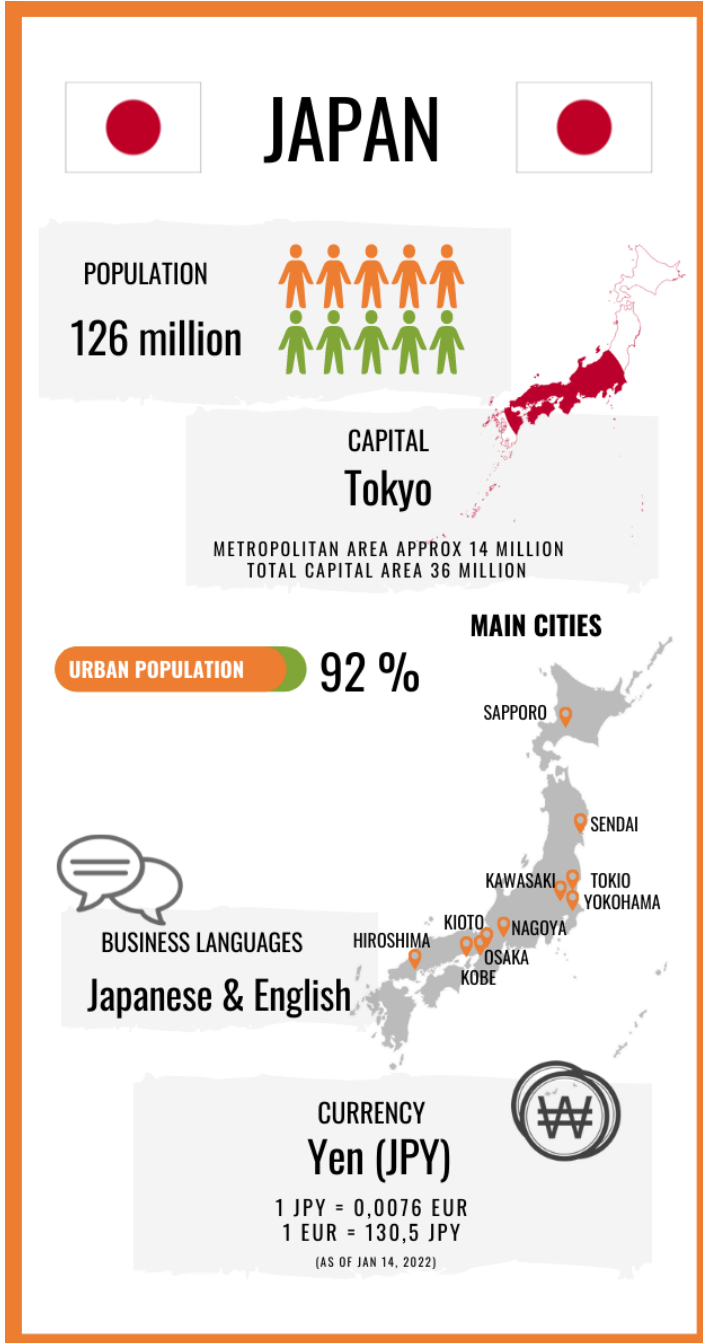 JAPAN
POPULATION
126 million
CAPITAL
Tokyo
METROPOLITAN AREA APPROX 14 MILLION
TOTAL CAPITAL AREA 36 MILLION
MAIN CITIES
URBAN POPULATION 92 %
SAPPORO
SENDAI
KAWASAKI
TOKIO
YOKOHAMA
KIOTO
NAGOYA
HIROSHIMA
OSAKA
KOBE
BUSINESS LANGUAGES
Japanese & English
CURRENCY
Yen (JPY)
₩
1 JPY = 0,0076 EUR
1 EUR = 130,5 JPY
(AS OF JAN 14, 2022)